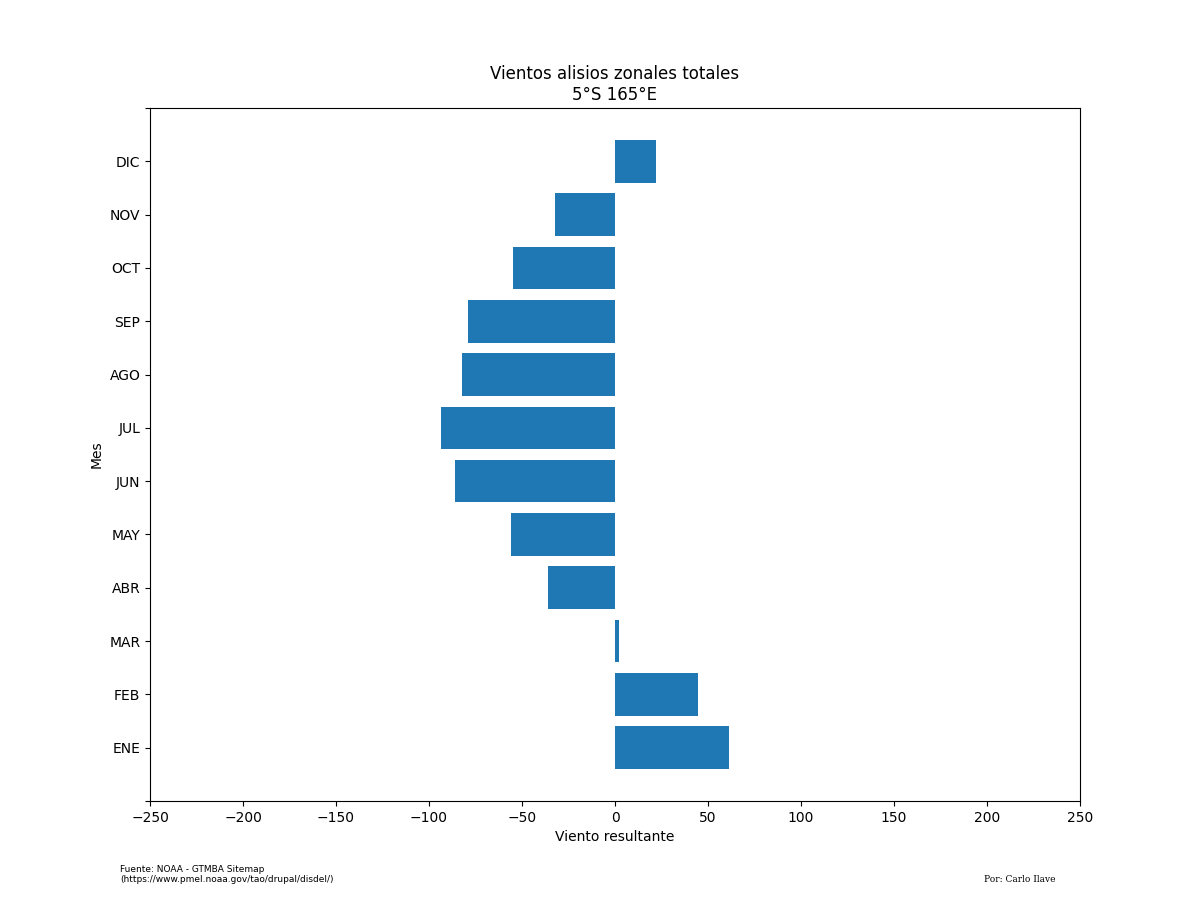 Vientos alisios zonales totales
5°S 165°E
DIC
NOV
OCT
SEP
AGO
JUL
JUN
MAY
ABR
MAR
FEB
ENE
Mes
−250 −200 −150 −100 −50 0 50 100 150 200 250
Viento resultante
Fuente: NOAA - GTMBA Sitemap
(https://www.pmel.noaa.gov/tao/drupal/disdel/)
Por: Carlo Ilave